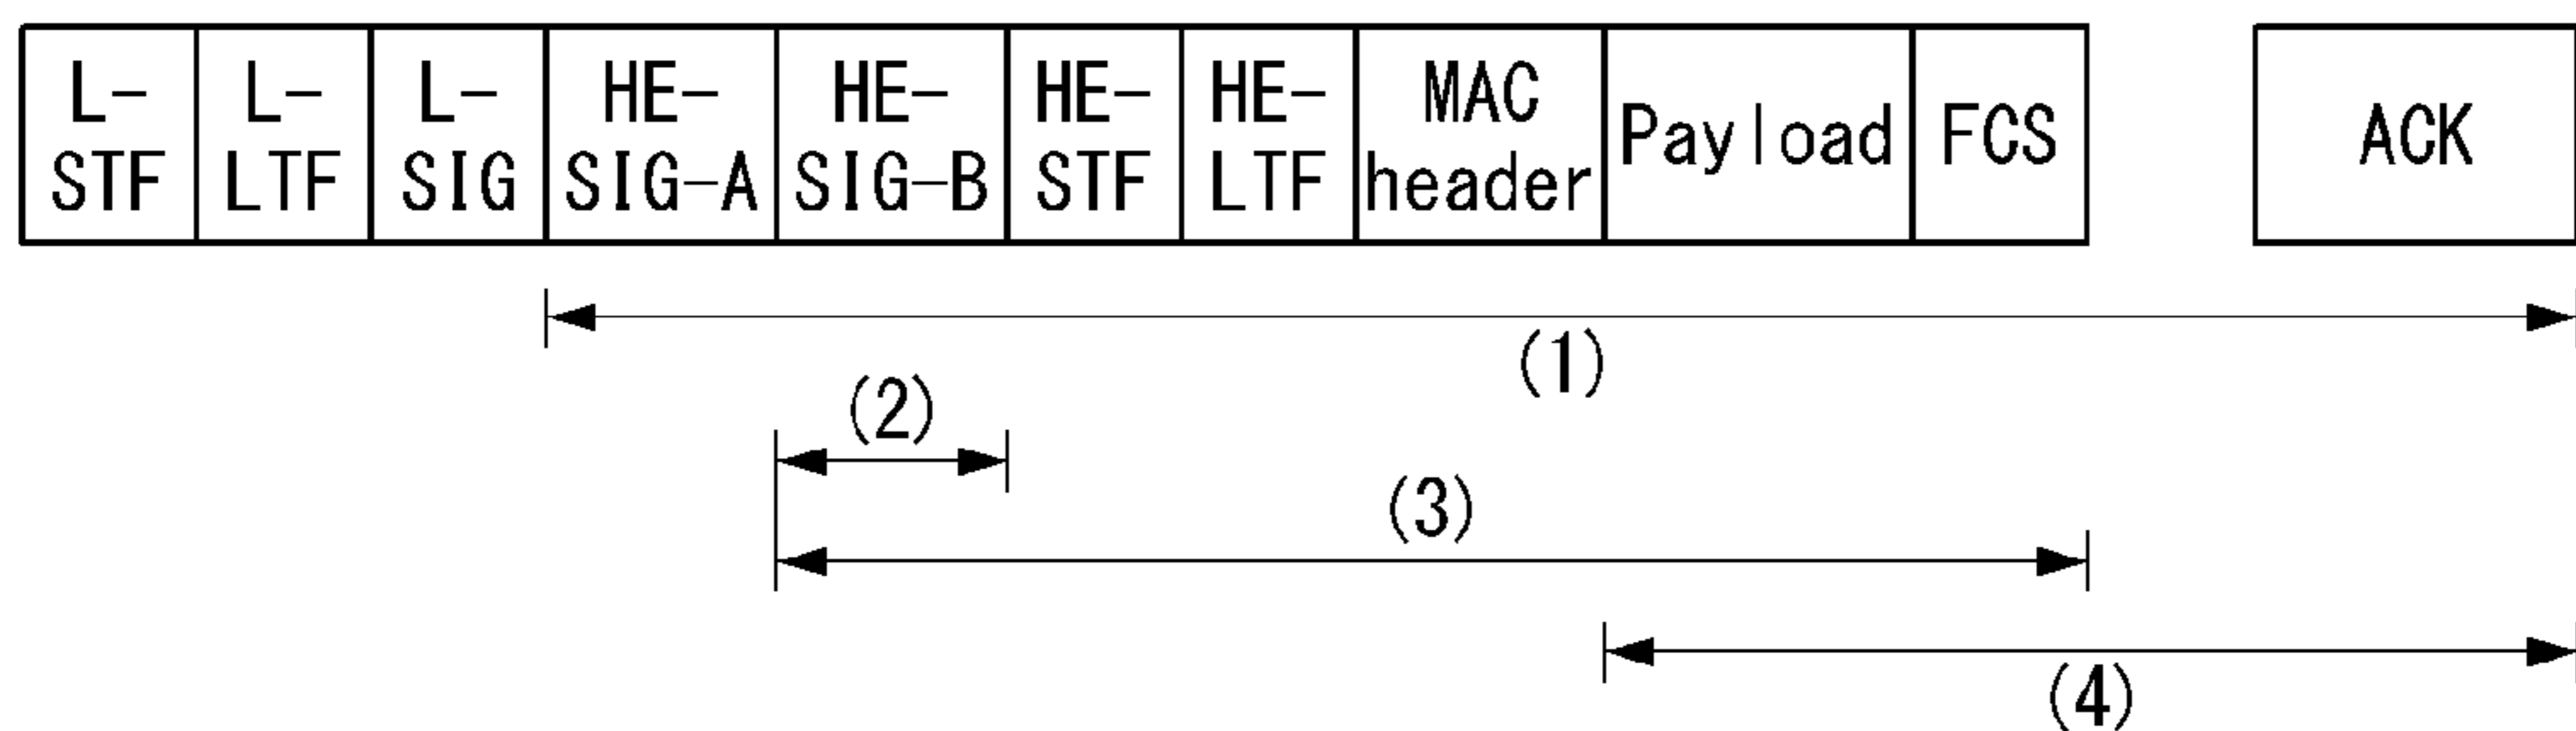 L-
STF
L-
LTF
L-
SIG
HE-
SIG-A
HE-
SIG-B
HE-
STF
HE-
LTF
MAC
header
Payload
FCS
ACK
(1)
(2)
(3)
(4)